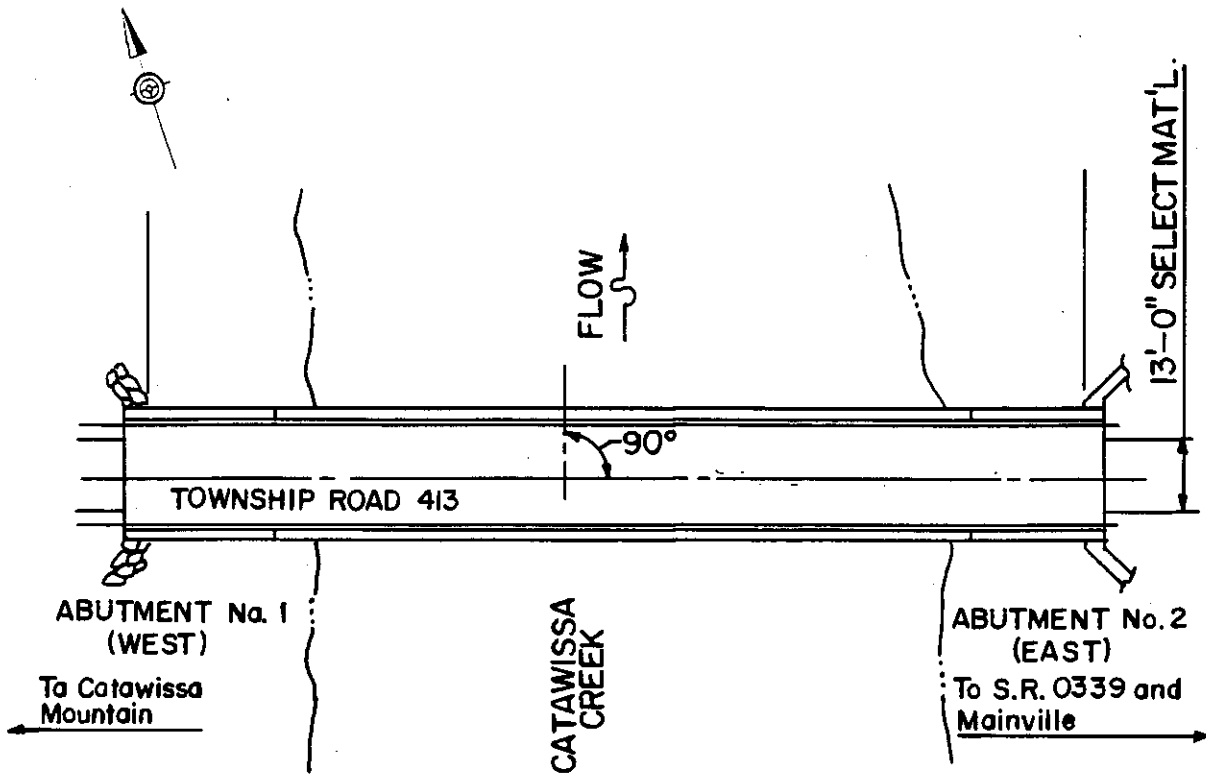 13'-0" SELECT MAT'L.
FLOW
90°
TOWNSHIP ROAD 413
ABUTMENT No. 1
(WEST)
To Catawissa
Mountain
CATAWISSA
CREEK
ABUTMENT No. 2
(EAST)
To S.R. 0339 and
Mainville